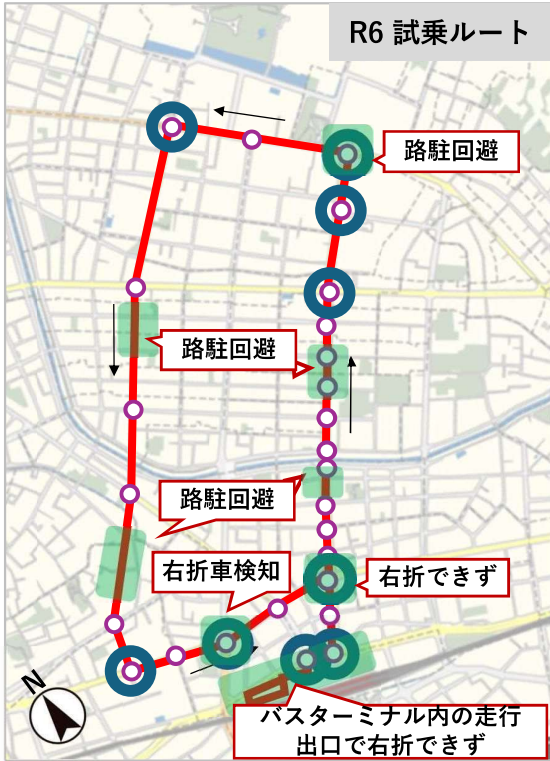 R6 試乗ルート
路駐回避
路駐回避
路駐回避
右折車検知
右折できず
N
バスターミナル内の走行
出口で右折できず